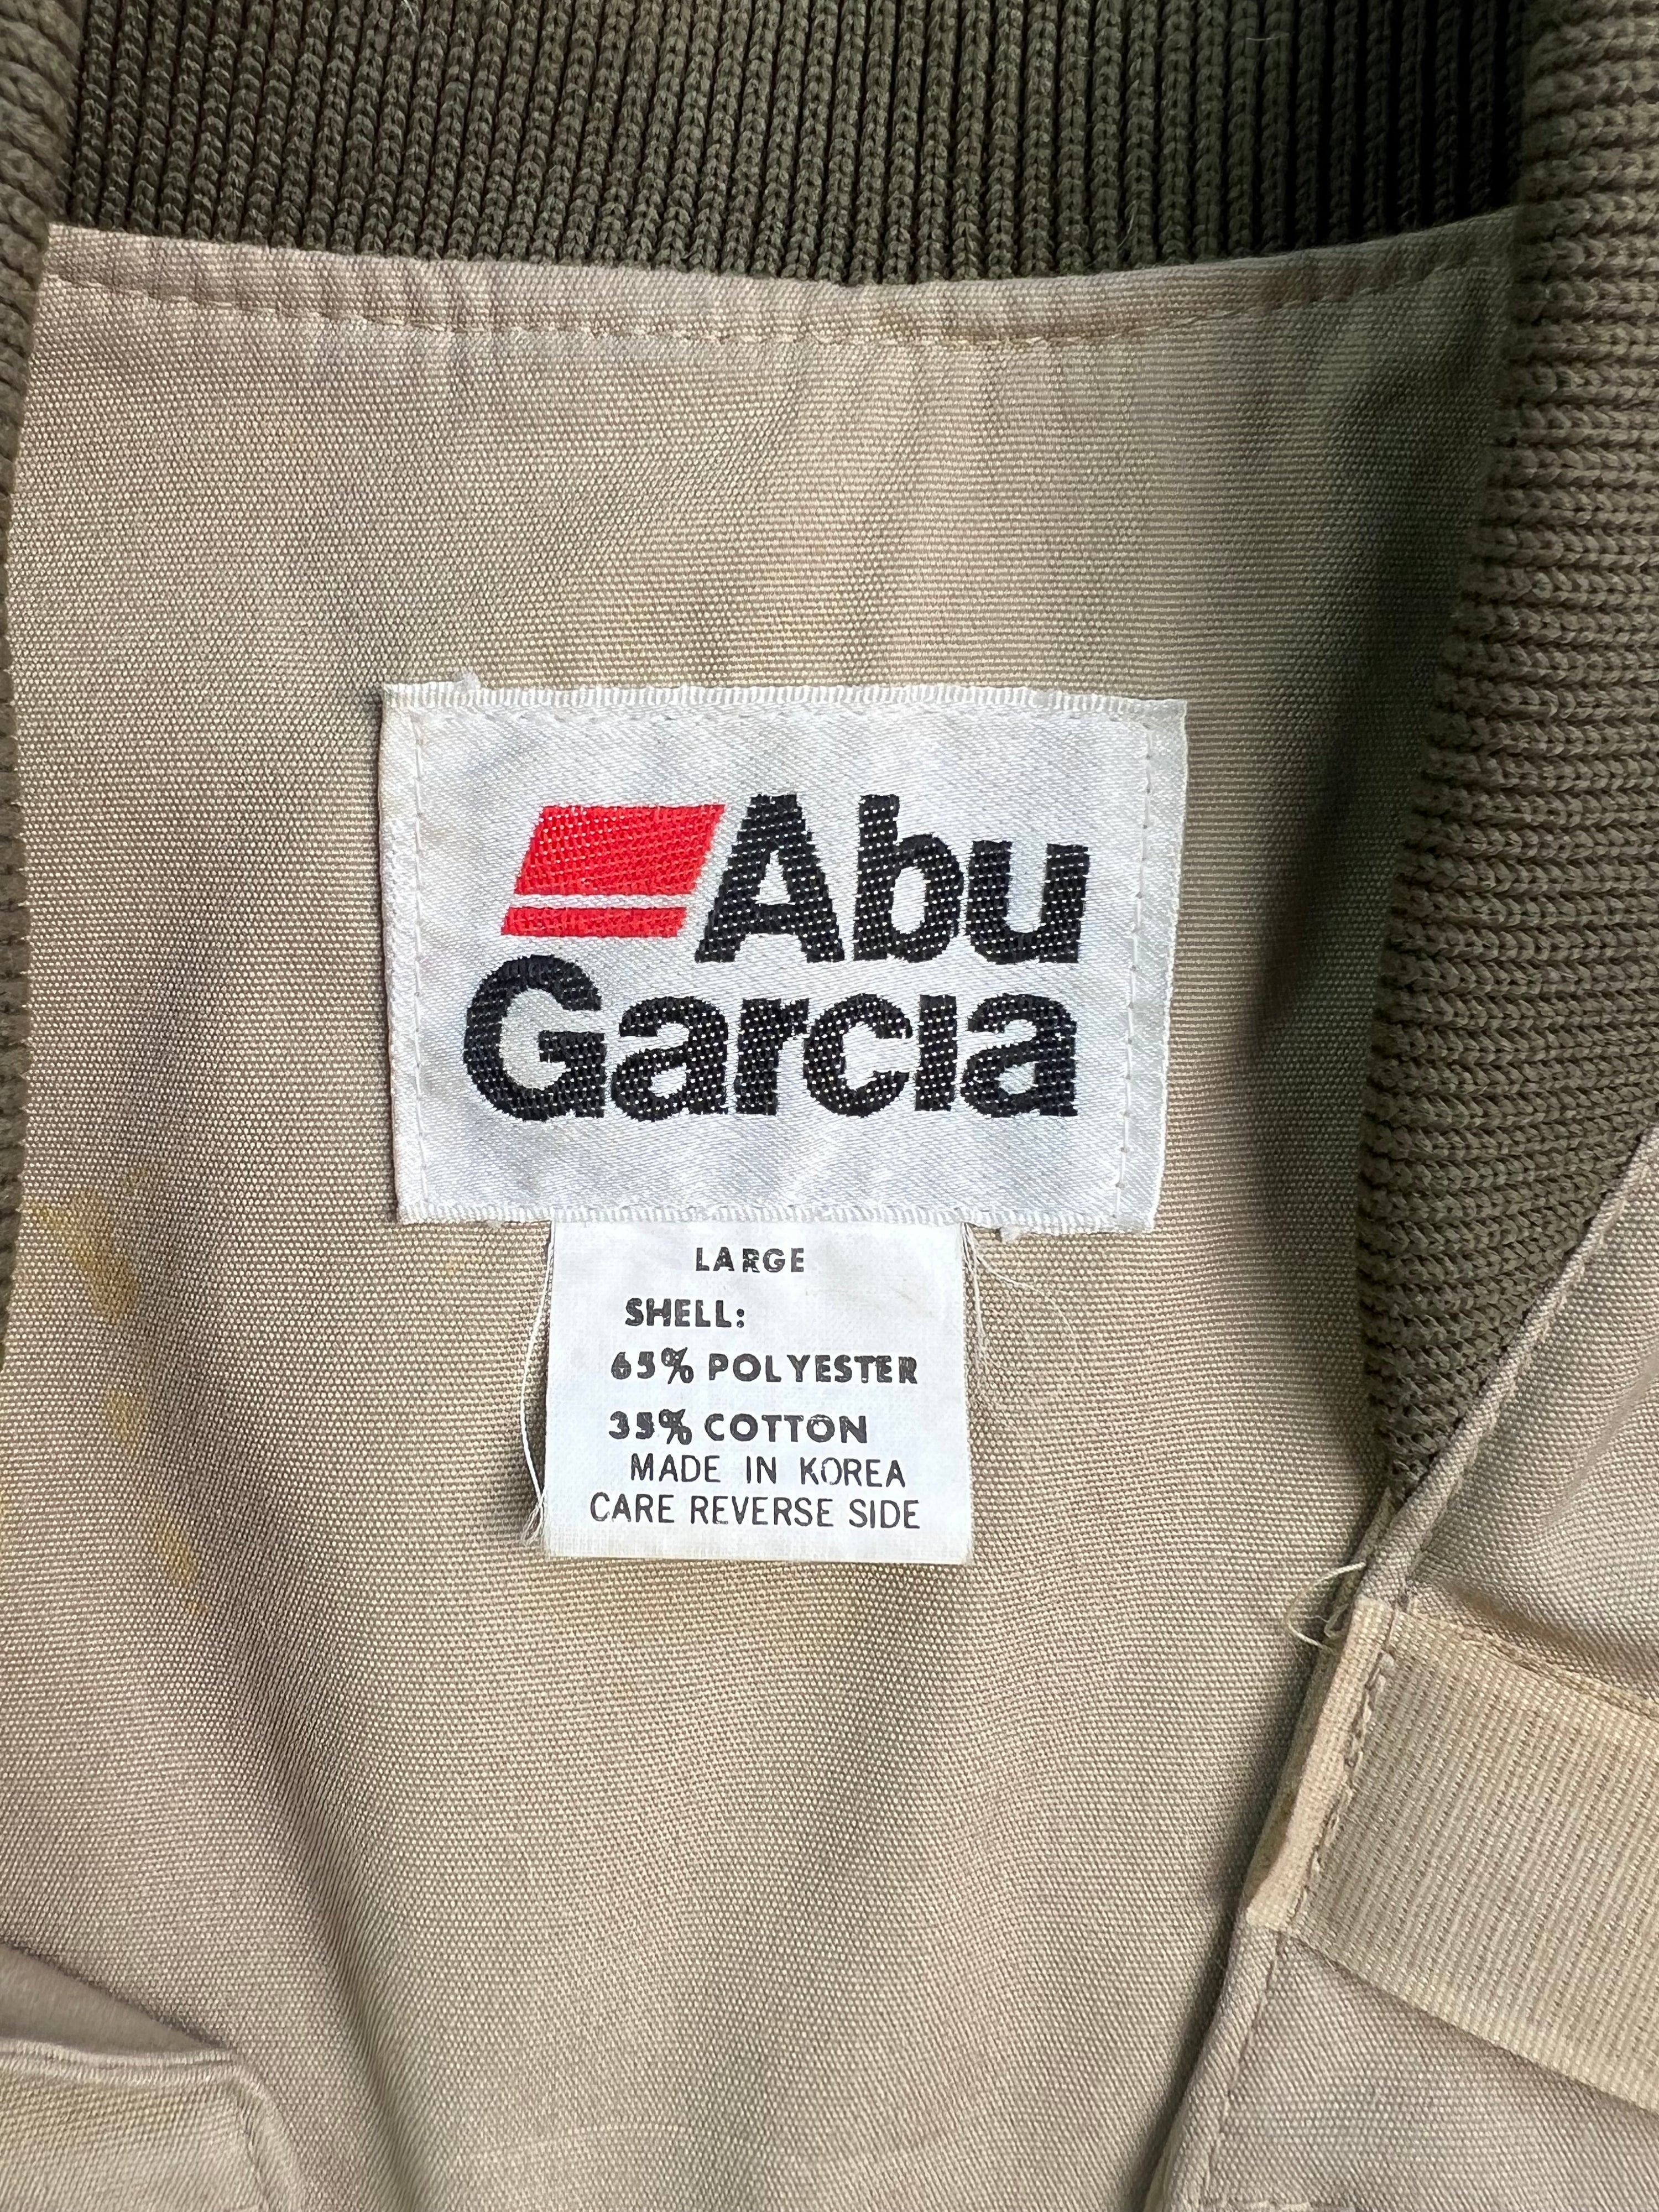 Abu
Garcia
LARGE
SHELL:
65% POLYESTER
35% COTTON
MADE IN KOREA
CARE REVERSE SIDE